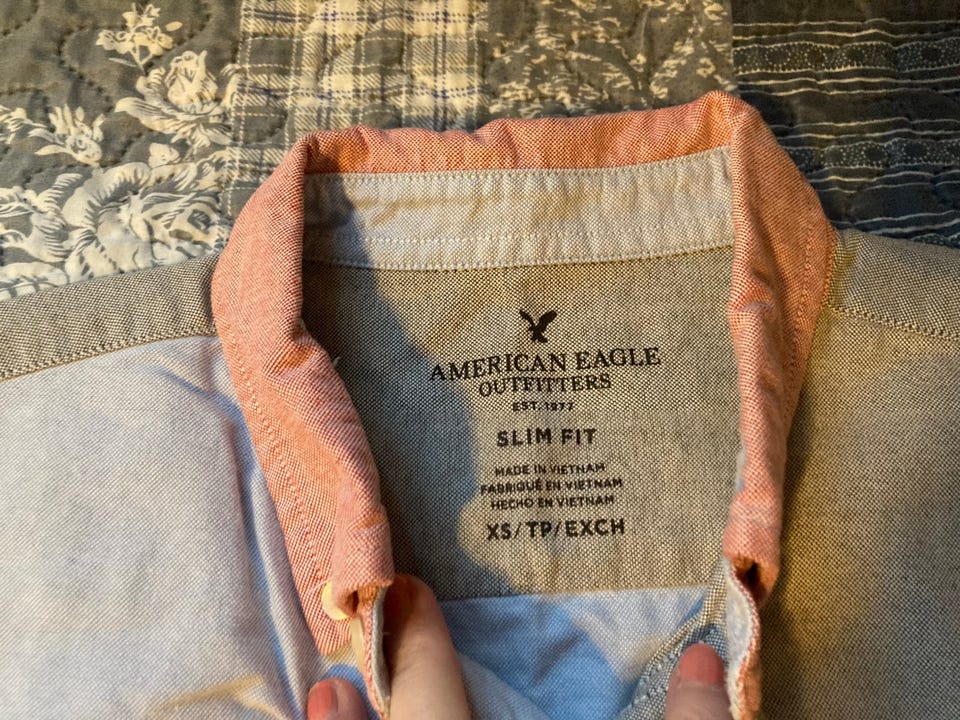 AMERICAN EAGLE
OUTFITTERS
EST. 1977
SLIM FIT
MADE IN VIETNAM
FABRIQUÉ EN VIETNAM
HECHO EN VIETNAM
XS/TP/EXCH